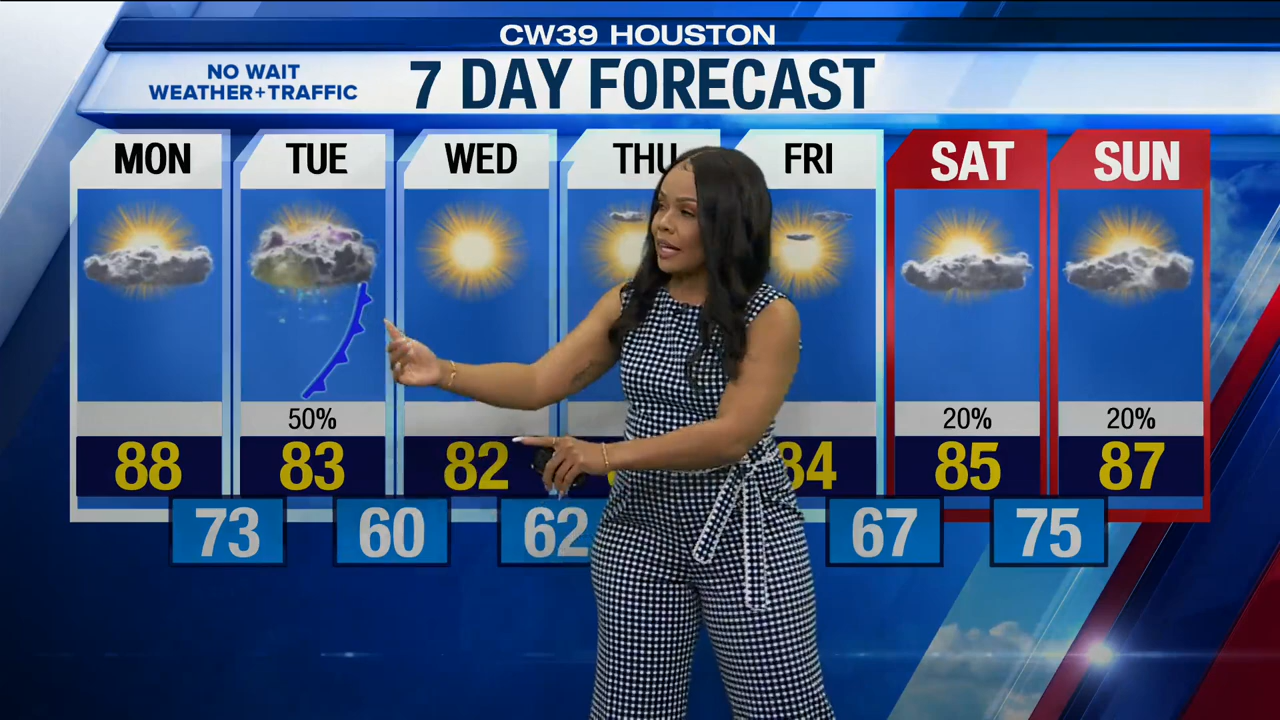 CW39 HOUSTON
NO WAIT
WEATHER+TRAFFIC
7 DAY FORECAST
MON TUE WED THU FRI SAT SUN
50% 20% 20%
88 83 82 84 85 87
73 60 62 67 75